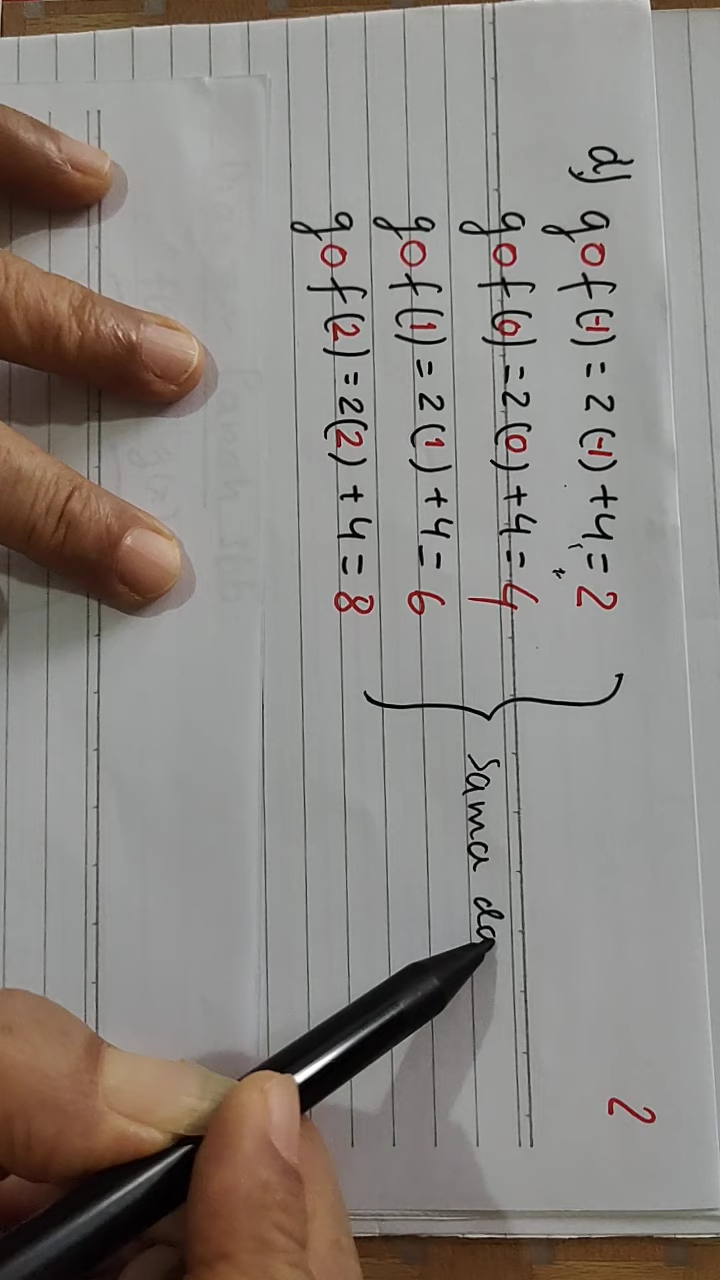 2
d) gof(-1) = 2(-1) + 4 = 2
gof(0) = 2(0) + 4 = 4
gof(1) = 2(1) + 4 = 6
gof(2) = 2(2) + 4 = 8
Sama da